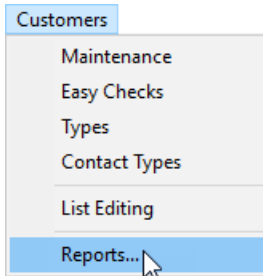 Customers
Maintenance
Easy Checks
Types
Contact Types
List Editing
Reports...